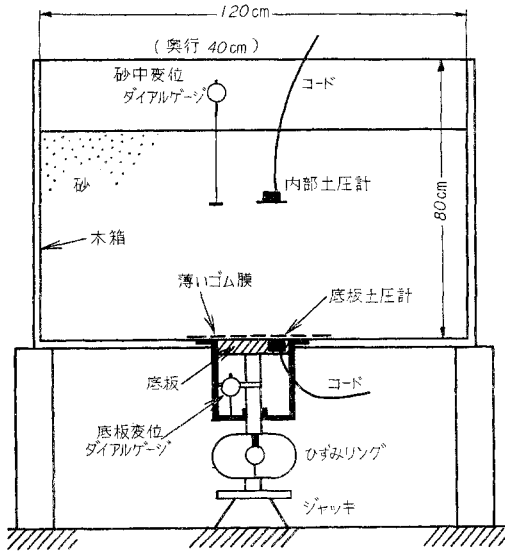 120cm
(奥行 40cm)
砂中変位
ダイアルゲージ
コード
砂
内部土圧計
80cm
木箱
薄いゴム膜
底板土圧計
底板
コード
底板変位
ダイアルゲージ
ひずみリング
ジャッキ